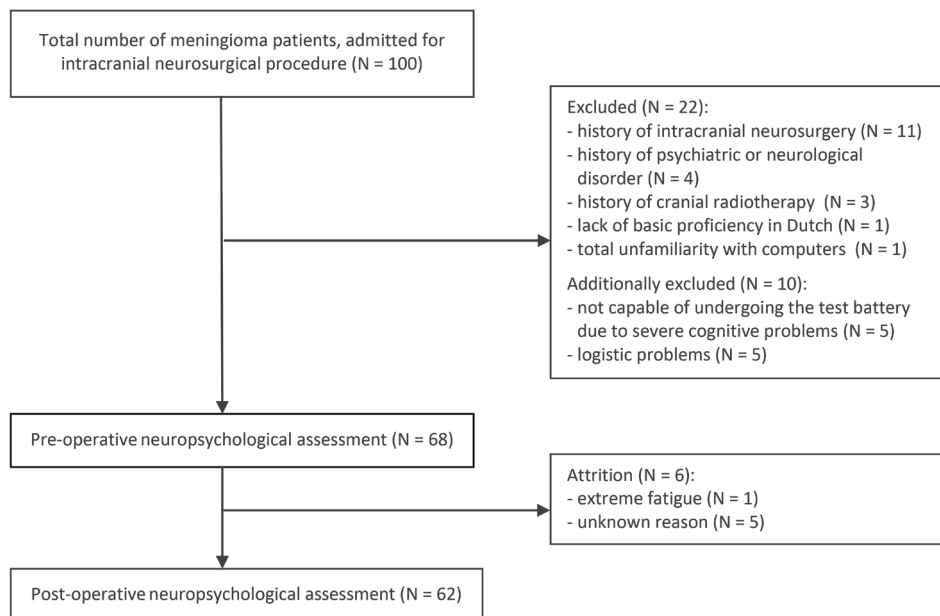 Total number of meningioma patients, admitted for
intracranial neurosurgical procedure (N = 100)
Excluded (N = 22):
- history of intracranial neurosurgery (N = 11)
- history of psychiatric or neurological
disorder (N = 4)
- history of cranial radiotherapy (N = 3)
- lack of basic proficiency in Dutch (N = 1)
- total unfamiliarity with computers (N = 1)
Additionally excluded (N = 10):
- not capable of undergoing the test battery
due to severe cognitive problems (N = 5)
- logistic problems (N = 5)
Pre-operative neuropsychological assessment (N = 68)
Attrition (N = 6):
- extreme fatigue (N = 1)
- unknown reason (N = 5)
Post-operative neuropsychological assessment (N = 62)